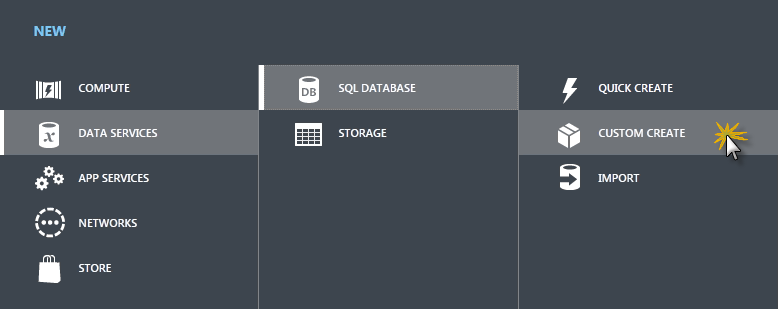 NEW
COMPUTE
DATA SERVICES
x
APP SERVICES
NETWORKS
STORE
DB
SQL DATABASE
STORAGE
QUICK CREATE
CUSTOM CREATE
IMPORT